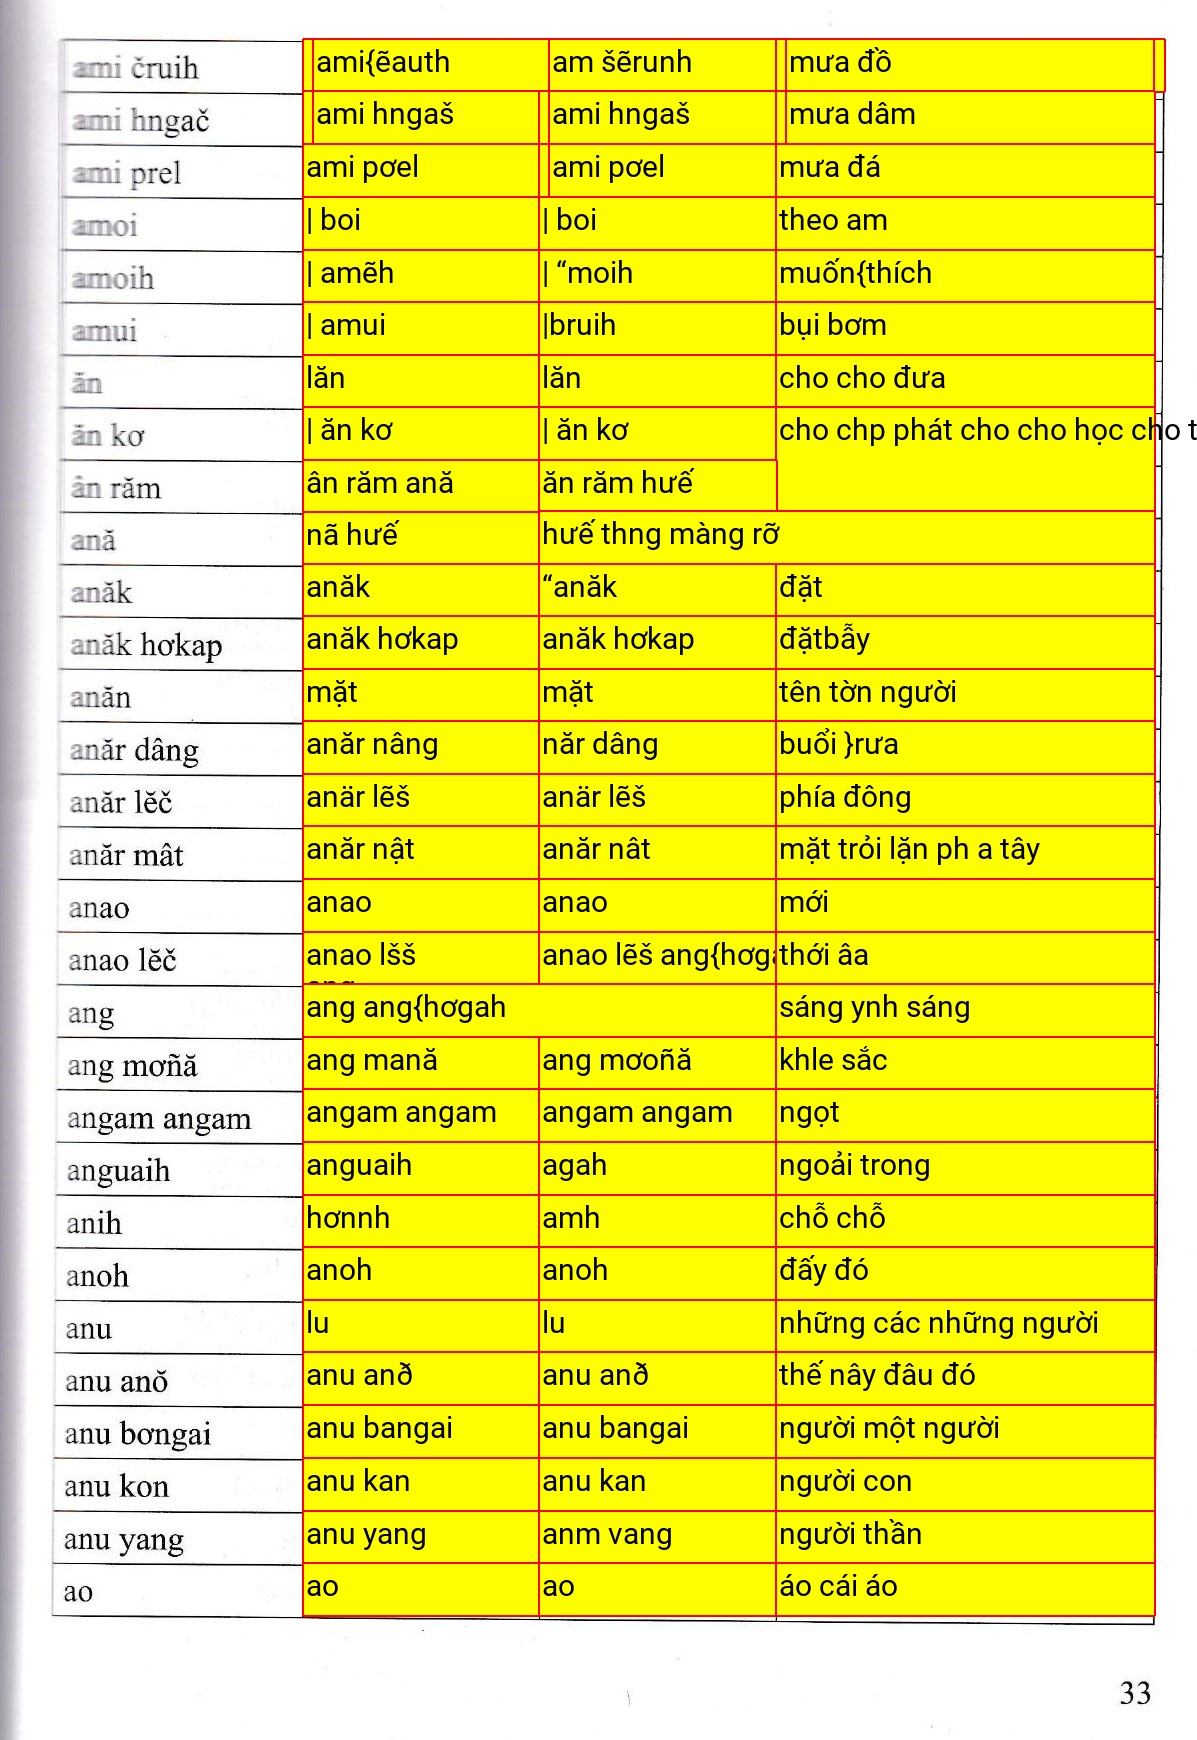 ami čruih ami{ẽauth am šẽrunh mưa đồ
ami hngač ami hngaš ami hngaš mưa dâm
ami prel ami pơel ami pơel mưa đá
amoi | boi | boi theo am
amoih | amẽh | “moih muốn{thích
amui | amui |bruih bụi bơm
ăn lăn lăn cho cho đưa
ăn kơ | ăn kơ | ăn kơ cho chp phát cho cho học cho t
ân răm ân răm ană ăn răm huế
ană nã huế huế thng màng rỡ
anăk anăk “anăk đặt
anăk hơkap anăk hơkap anăk hơkap đặtbẫy
anăn mặt mặt tên tờn người
anăr dâng anăr nâng năr dâng buổi }rưa
anăr lĕč anär lẽš anär lẽš phía đông
anăr mât anăr nật anăr nât mặt trỏi lặn ph a tây
anao anao anao mới
anao lĕč anao lšš anao lẽš ang{hơga thới âa
ang ang ang{hơgah sáng ynh sáng
ang mơñă ang mană ang mơoñă khle sắc
angam angam angam angam angam angam ngọt
anguaih anguaih agah ngoải trong
anih hơnnh amh chỗ chỗ
anoh anoh anoh đấy đó
anu lu lu những các những người
anu anŏ anu anð anu anð thế nây đâu đó
anu bơngai anu bangai anu bangai người một người
anu kon anu kan anu kan người con
anu yang anu yang anm vang người thần
ao ao ao áo cái áo
33